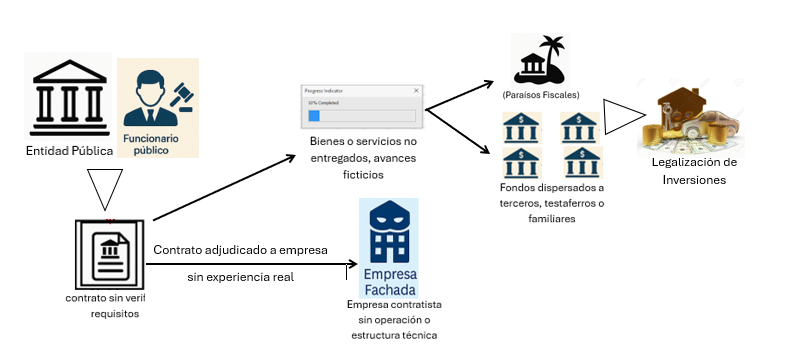 Entidad Pública
Funcionario
público
Progress Indicator
10% Completed
Bienes o servicios no
entregados, avances
ficticios
(Paraísos Fiscales)
$ $
$ $
Fondos dispersados a
terceros, testaferros o
familiares
Legalización de
Inversiones
contrato sin verif
requisitos
Contrato adjudicado a empresa
sin experiencia real
Empresa
Fachada
Empresa contratista
sin operación o
estructura técnica